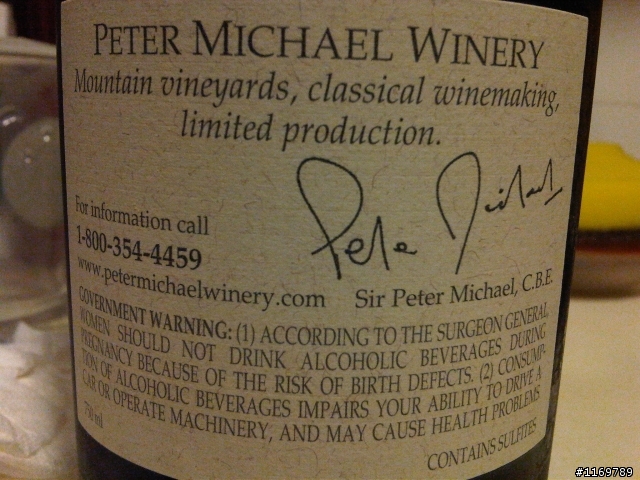 PETER MICHAEL WINERY
Mountain vineyards, classical winemaking,
limited production.
Pete Michael
For information call
1-800-354-4459
www.petermichaelwinery.com
Sir Peter Michael, C.B.E.
GOVERNMENT WARNING: (1) ACCORDING TO THE SURGEON GENERAL,
WOMEN SHOULD NOT DRINK ALCOHOLIC BEVERAGES DURING
PREGNANCY BECAUSE OF THE RISK OF BIRTH DEFECTS. (2) CONSUMP-
TION OF ALCOHOLIC BEVERAGES IMPAIRS YOUR ABILITY TO DRIVE A
CAR OR OPERATE MACHINERY, AND MAY CAUSE HEALTH PROBLEMS.
750 ml
CONTAINS SULFITES
#1169789